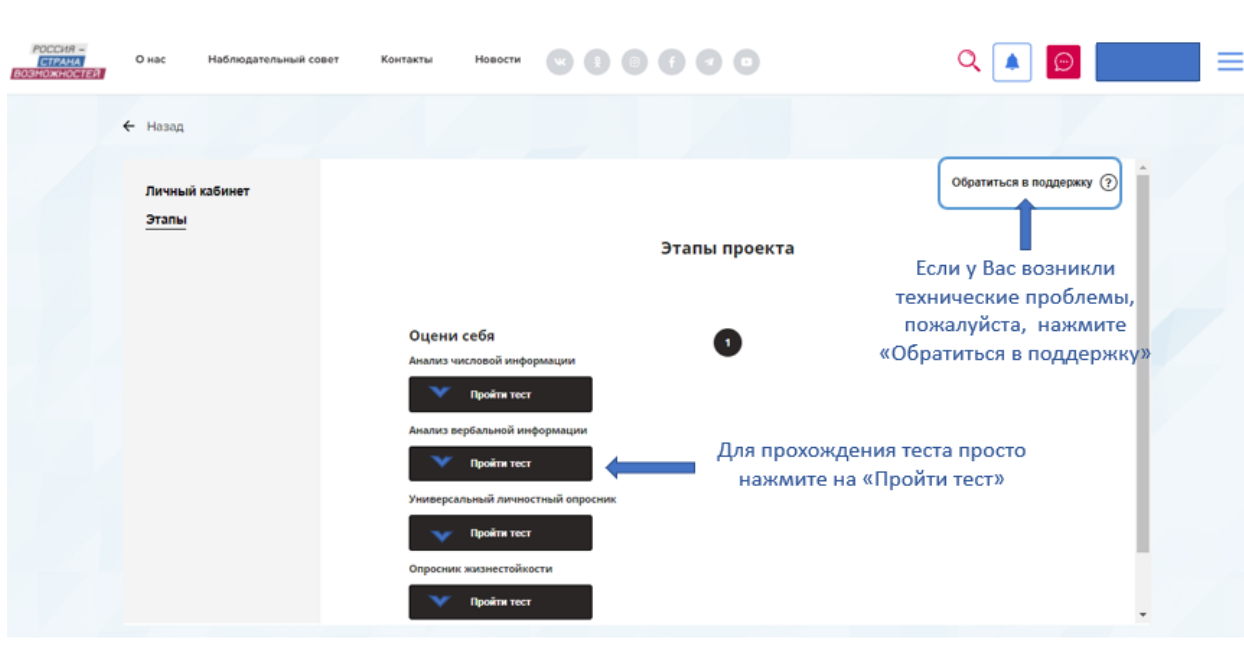 РОССИЯ –
СТРАНА
ВОЗМОЖНОСТЕЙ
О нас
Наблюдательный совет
Контакты
Новости
← Назад
Личный кабинет
Этапы
Обратиться в поддержку ?
Этапы проекта
Если у Вас возникли
технические проблемы,
пожалуйста, нажмите
«Обратиться в поддержку»
Оцени себя
1
Анализ числовой информации
Пройти тест
Анализ вербальной информации
Пройти тест
Для прохождения теста просто
нажмите на «Пройти тест»
Универсальный личностный опросник
Пройти тест
Опросник жизнестойкости
Пройти тест